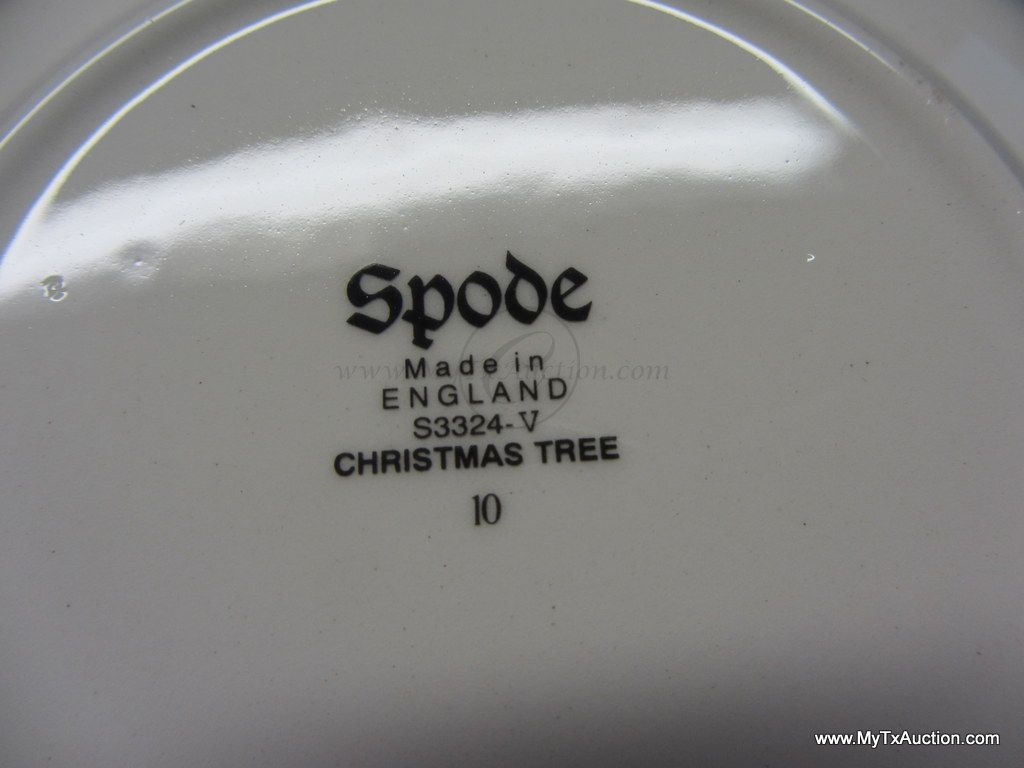 Spode
Made in
ENGLAND
S3324-V
CHRISTMAS TREE
10
www.MyTxAuction.com